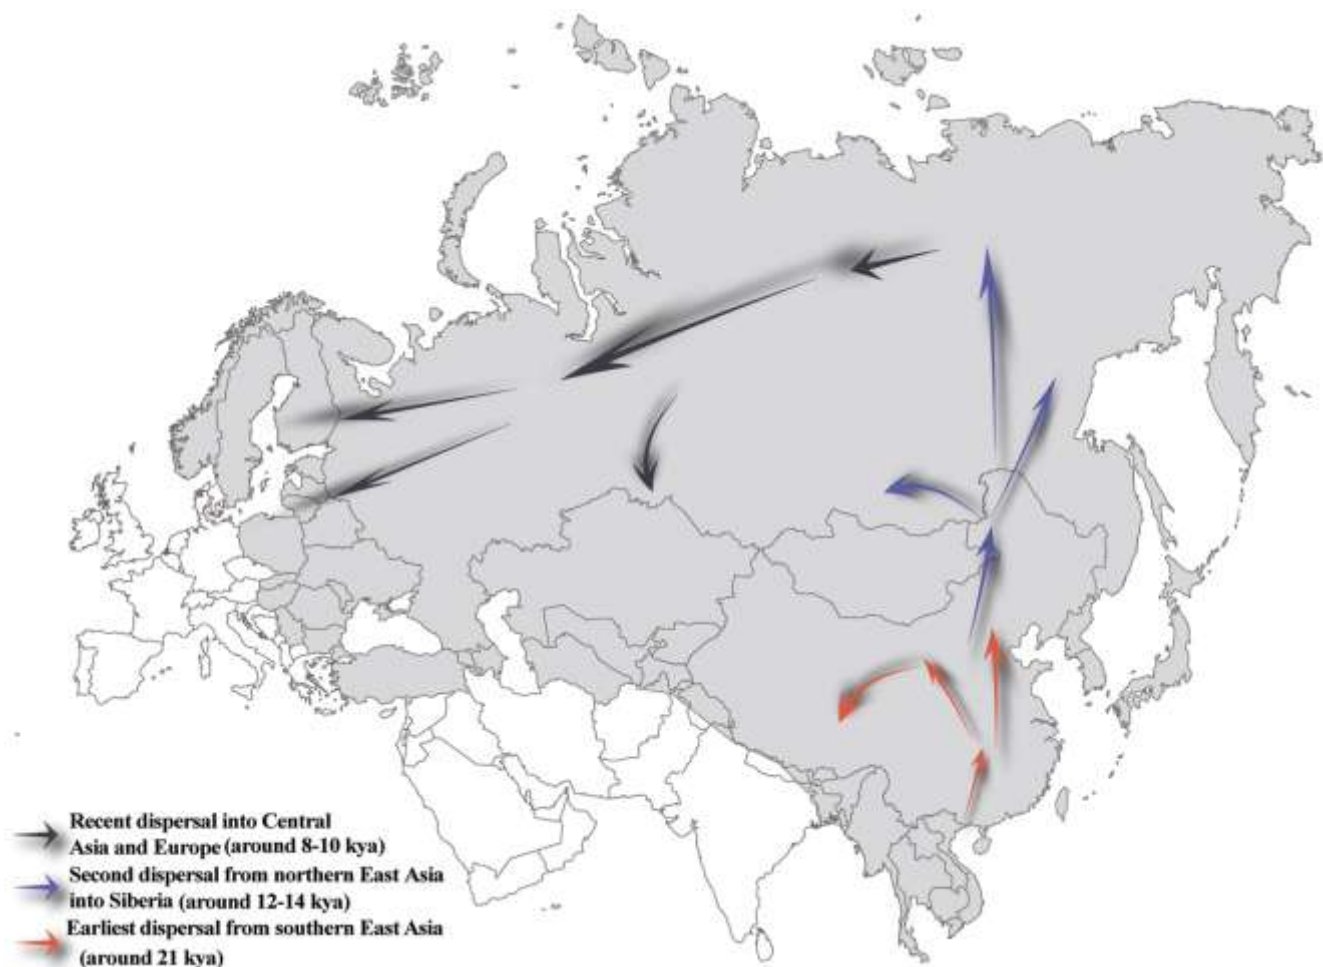 Recent dispersal into Central
Asia and Europe (around 8-10 kya)
Second dispersal from northern East Asia
into Siberia (around 12-14 kya)
Earliest dispersal from southern East Asia
(around 21 kya)